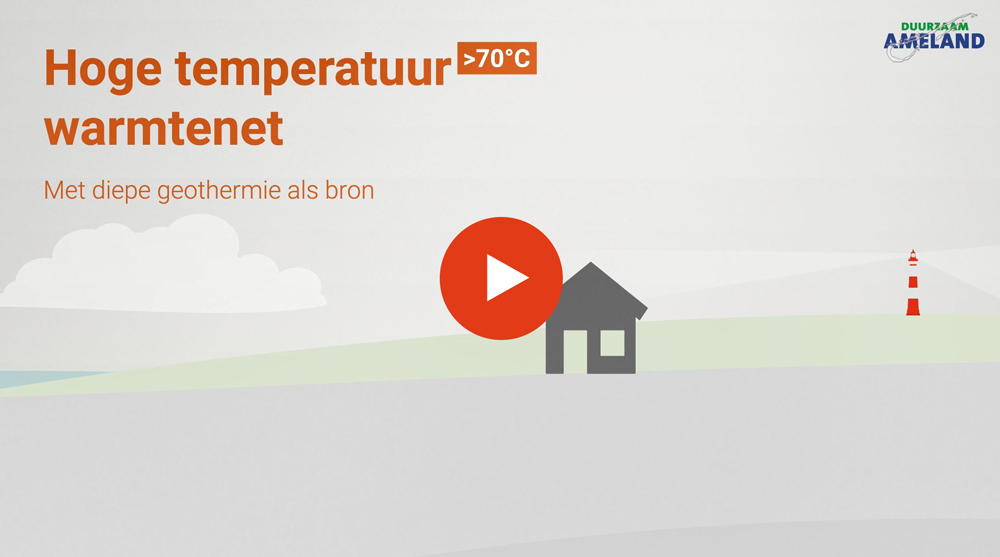 Hoge temperatuur >70°C
warmtenet
Met diepe geothermie als bron
DUURZAAM
AMELAND